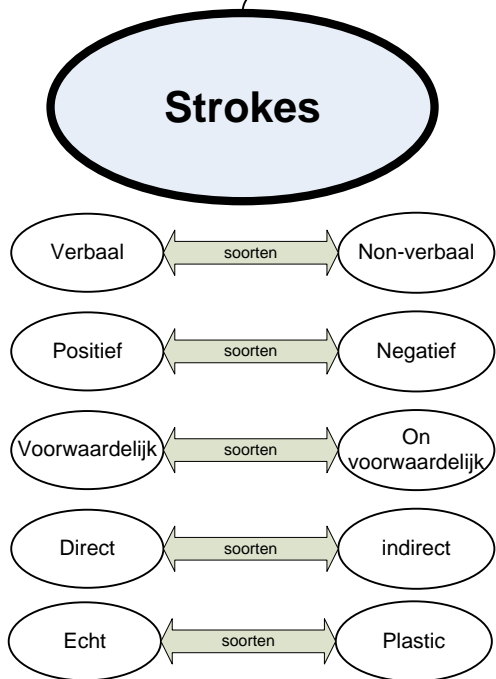 Strokes
Verbaal soorten Non-verbaal
Positief soorten Negatief
Voorwaardelijk soorten On
voorwaardelijk
Direct soorten indirect
Echt soorten Plastic